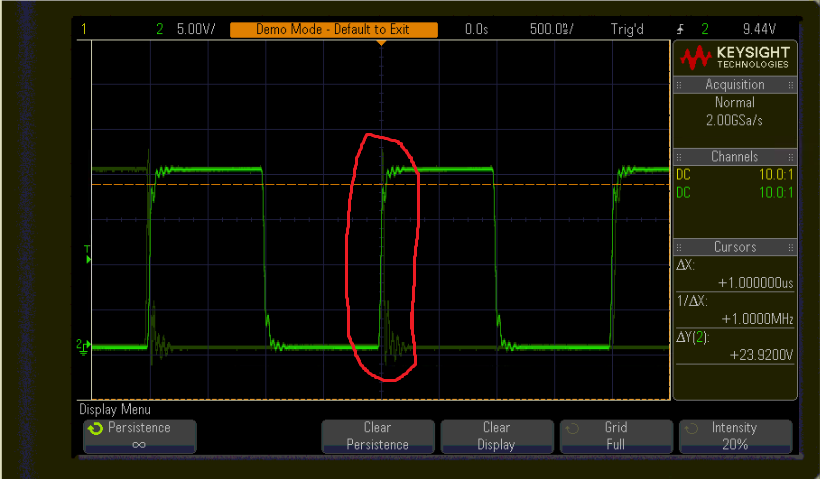 1 2 5.00V/ Demo Mode - Default to Exit 0.0s 500.0ns/ Trig'd 2 9.44V
KEYSIGHT
TECHNOLOGIES
Acquisition
Normal
2.00GSa/s
Channels
DC 10.0:1
DC 10.0:1
Cursors
ΔX:
+1.000000us
1/ΔX:
+1.0000MHz
ΔY(2):
+23.9200V
T
2
Display Menu
Persistence
∞
Clear
Persistence
Clear
Display
Grid
Full
Intensity
20%